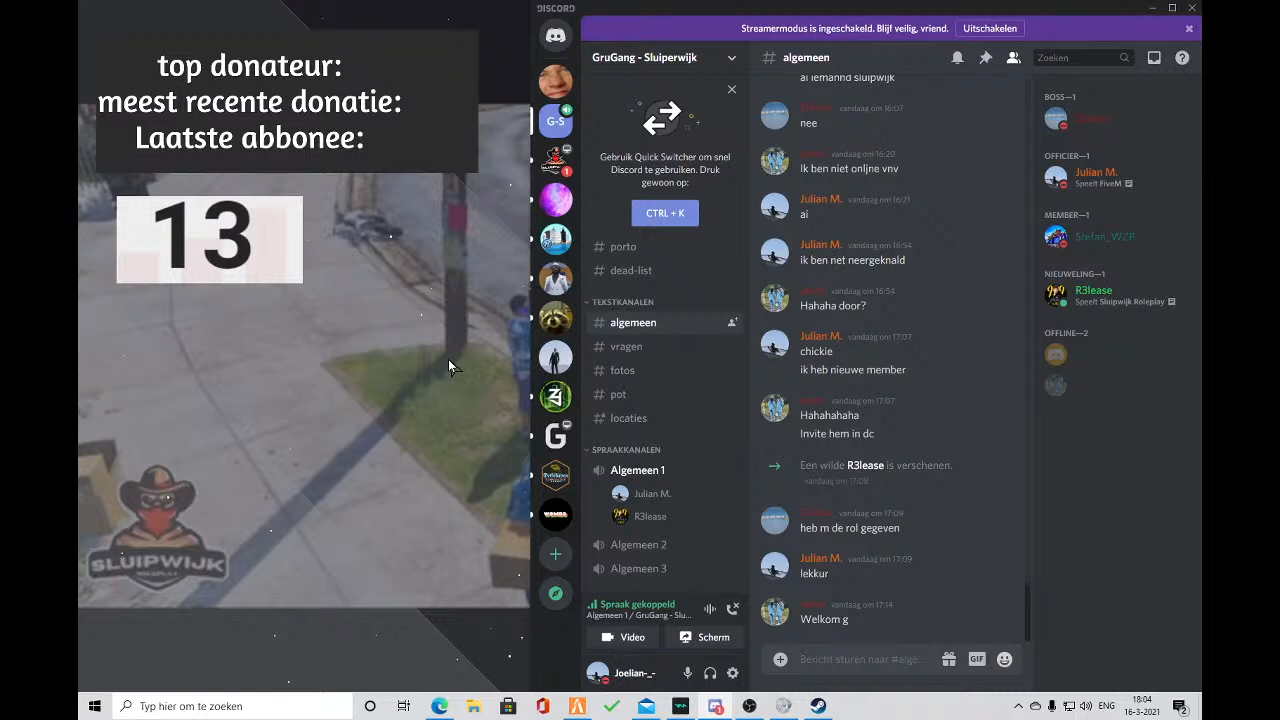 top donateur:
meest recente donatie:
Laatste abbonee:
13
SLUIPWIJK
ROLEPLAY
DISCORD
Streamermodus is ingeschakeld. Blijf veilig, vriend.
Uitschakelen
GruGang - Sluiperwijk
Gebruik Quick Switcher om snel
Discord te gebruiken. Druk
gewoon op:
CTRL + K
porto
dead-list
TEKSTKANALEN
algemeen
vragen
fotos
pot
locaties
SPRAAKKANALEN
Algemeen 1
Julian M.
R3lease
Algemeen 2
Algemeen 3
Spraak gekoppeld
Algemeen 1 / GruGang - Slu...
Video
Scherm
Joelian-_-
G-S
1
WOMBO
# algemeen
Zoeken
ai iemannd sluipwijk
vandaag om 16:07
nee
vandaag om 16:20
Ik ben niet onljne vnv
Julian M. vandaag om 16:21
ai
Julian M. vandaag om 16:54
ik ben net neergeknald
vandaag om 16:54
Hahaha door?
Julian M. vandaag om 17:07
chickie
ik heb nieuwe member
vandaag om 17:07
Hahahahaha
Invite hem in dc
Een wilde R3lease is verschenen.
vandaag om 17:08
vandaag om 17:09
heb m de rol gegeven
Julian M. vandaag om 17:09
lekkur
vandaag om 17:14
Welkom g
Bericht sturen naar #alge...
GIF
BOSS—1
OFFICIER—1
Julian M.
Speelt FiveM
MEMBER—1
Stefan_WZP
NIEUWELING—1
R3lease
Speelt Sluipwijk Roleplay
OFFLINE—2
Typ hier om te zoeken
ENG
18:04
16-3-2021
2